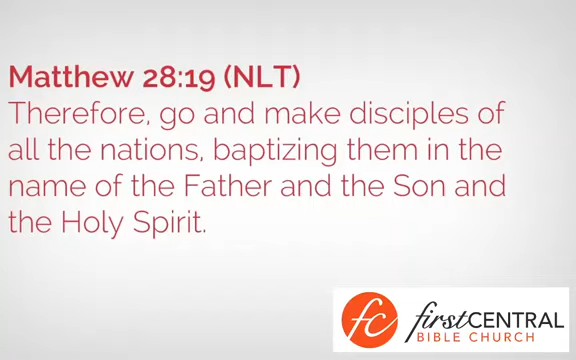 Matthew 28:19 (NLT)
Therefore, go and make disciples of
all the nations, baptizing them in the
name of the Father and the Son and
the Holy Spirit.
fc firstCENTRAL
BIBLE CHURCH